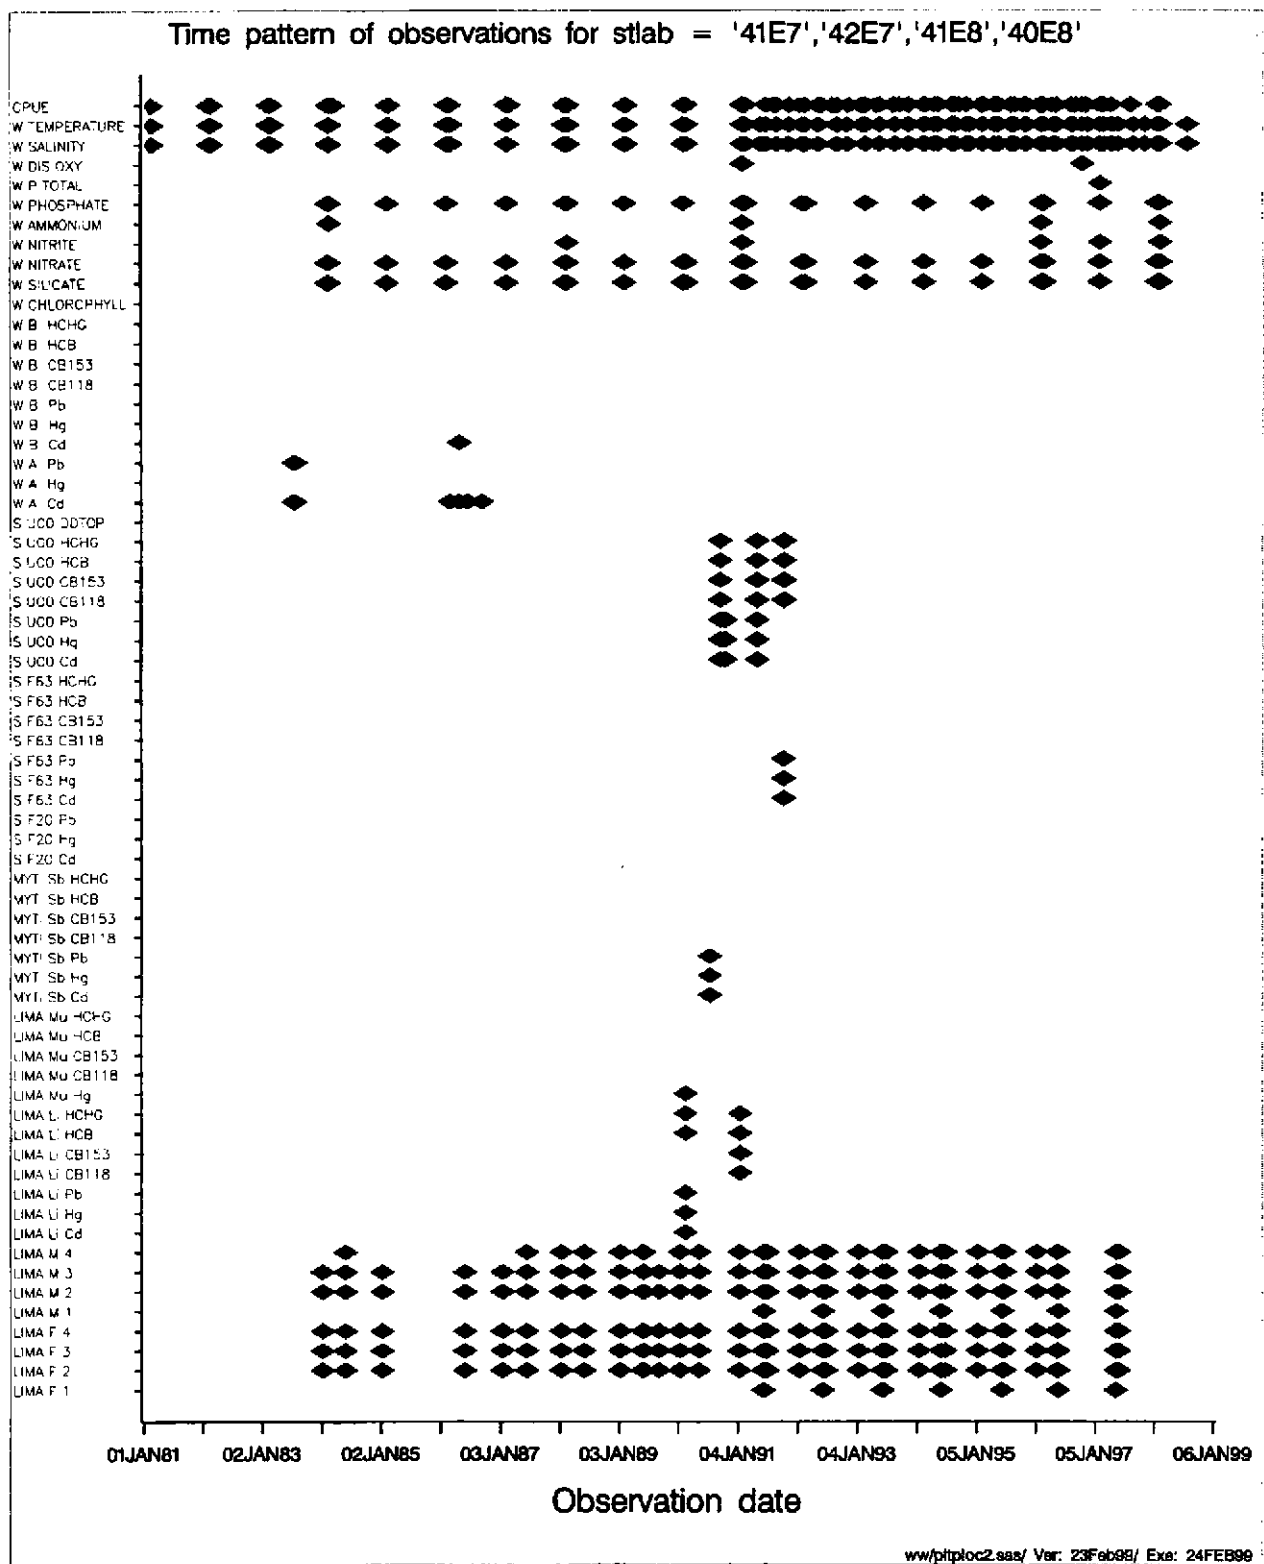 Time pattern of observations for stlab = '41E7','42E7','41E8','40E8'
CPUE
W TEMPERATURE
W SALINITY
W DIS OXY
W P TOTAL
W PHOSPHATE
W AMMONIUM
W NITRITE
W NITRATE
W SILICATE
W CHLOROPHYLL
W B HCHG
W B HCB
W B CB153
W B CB118
W B Pb
W B Hg
W B Cd
W A Pb
W A Hg
W A Cd
S UCO DDTOP
S UCO HCHG
S UCO HCB
S UCO CB153
S UCO CB118
S UCO Pb
S UCO Hg
S UCO Cd
S F63 HCHG
S F63 HCB
S F63 CB153
S F63 CB118
S F63 Pb
S F63 Hg
S F63 Cd
S F20 Pb
S F20 Hg
S F20 Cd
MYTI Sb HCHG
MYTI Sb HCB
MYTI Sb CB153
MYTI Sb CB118
MYTI Sb Pb
MYTI Sb Hg
MYTI Sb Cd
LIMA Mu HCHG
LIMA Mu HCB
LIMA Mu CB153
LIMA Mu CB118
LIMA Mu Hg
LIMA Li HCHG
LIMA Li HCB
LIMA Li CB153
LIMA Li CB118
LIMA Li Pb
LIMA Li Hg
LIMA Li Cd
LIMA M 4
LIMA M 3
LIMA M 2
LIMA M 1
LIMA F 4
LIMA F 3
LIMA F 2
LIMA F 1
01JAN81 02JAN83 02JAN85 03JAN87 03JAN89 04JAN91 04JAN93 05JAN95 05JAN97 06JAN99
Observation date
ww/pltploc2.sas/ Ver: 23Feb99/ Exe: 24FEB99